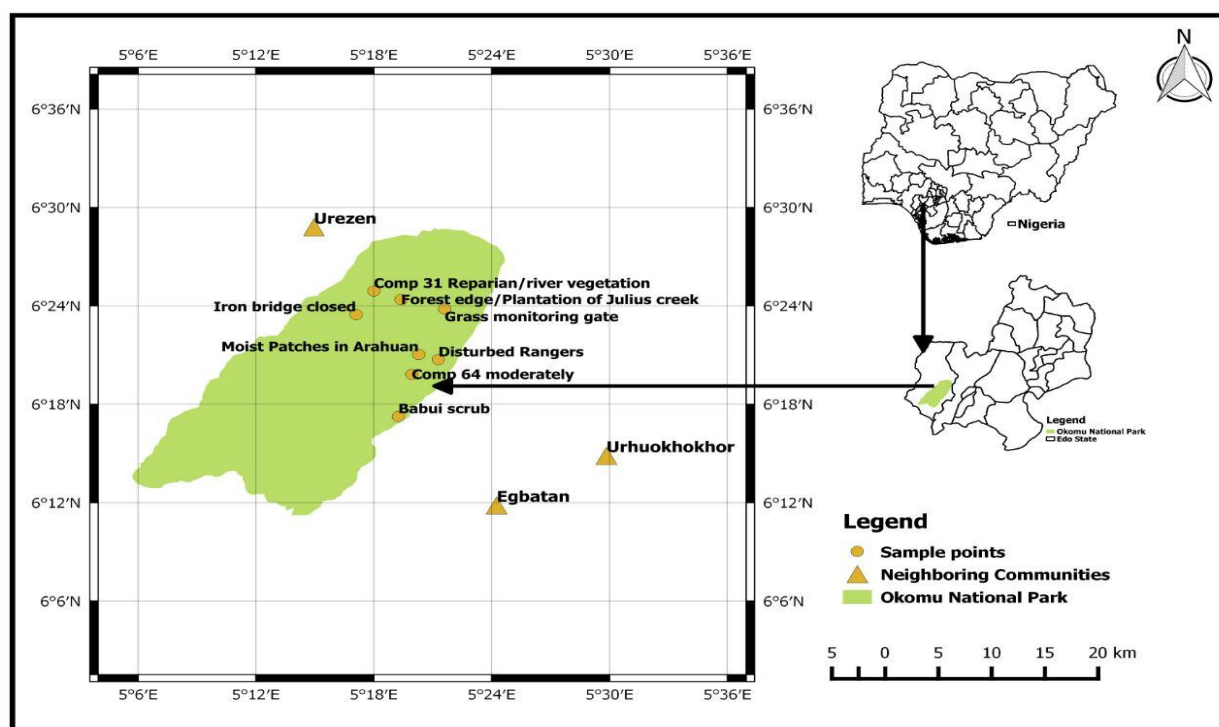 5°6′E 5°12′E 5°18′E 5°24′E 5°30′E 5°36′E
N
6°36′N 6°36′N
6°30′N 6°30′N
Urezen
Nigeria
Comp 31 Reparian/river vegetation
6°24′N 6°24′N
Forest edge/Plantation of Julius creek
Iron bridge closed
Grass monitoring gate
Moist Patches in Arahuan
Disturbed Rangers
Comp 64 moderately
6°18′N 6°18′N
Babui scrub
Legend
Okomu National Park
Edo State
Urhuokhokhor
Egbatan
6°12′N 6°12′N
Legend
Sample points
Neighboring Communities
Okomu National Park
6°6′N 6°6′N
5 0 5 10 15 20 km
5°6′E 5°12′E 5°18′E 5°24′E 5°30′E 5°36′E